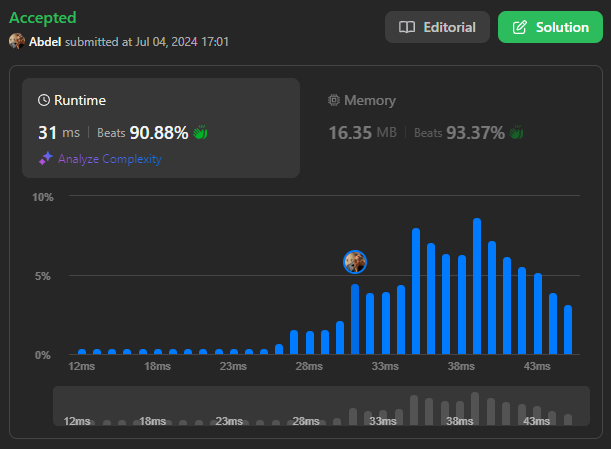 Accepted
Editorial
Solution
Abdel submitted at Jul 04, 2024 17:01
Runtime
Memory
31 ms Beats 90.88%
16.35 MB Beats 93.37%
Analyze Complexity
10%
5%
0%
12ms 18ms 23ms 28ms 33ms 38ms 43ms
12ms 18ms 23ms 28ms 33ms 38ms 43ms